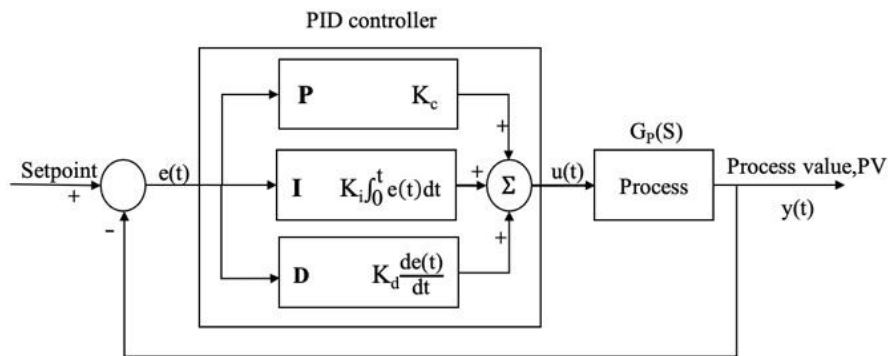 PID controller
P K_c
+
G_P(S)
Setpoint
+
-
e(t)
I K_i∫_0^t e(t)dt
+
Σ
u(t)
Process
Process value,PV
y(t)
+
D K_d de(t)/dt